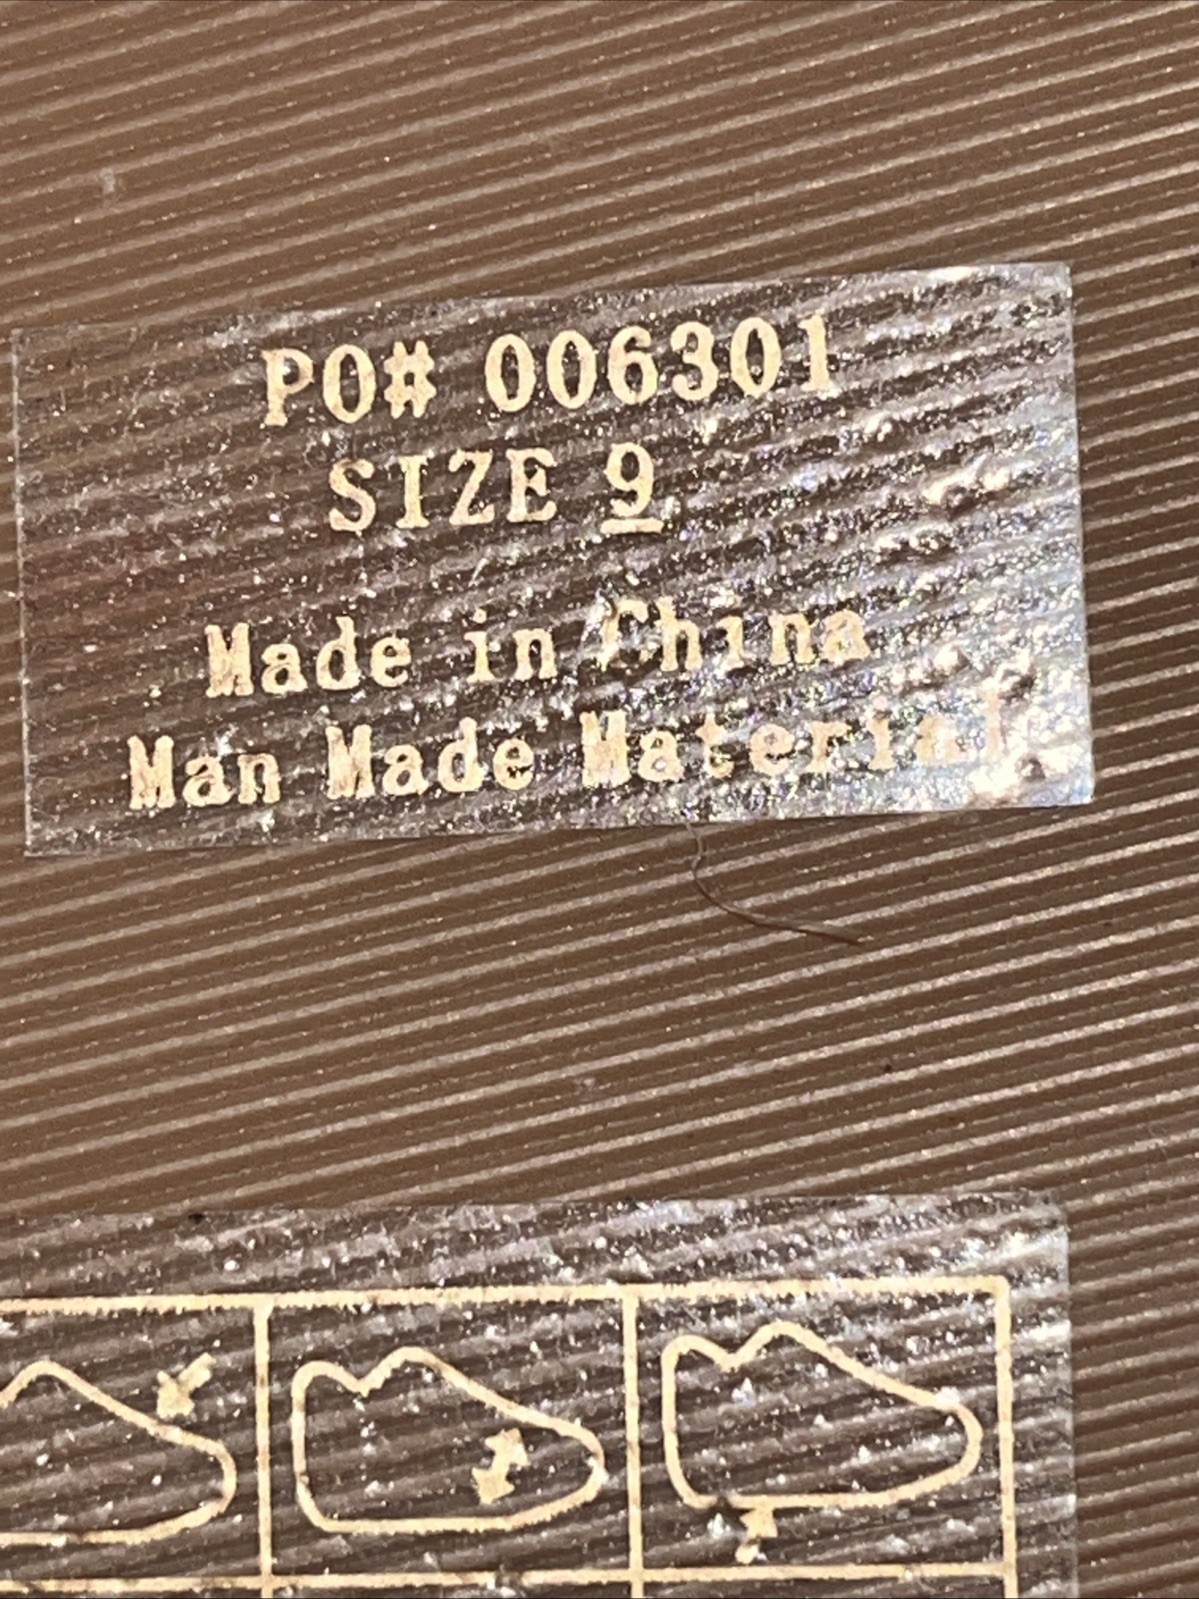 PO# 006301
SIZE 9
Made in China
Man Made Material